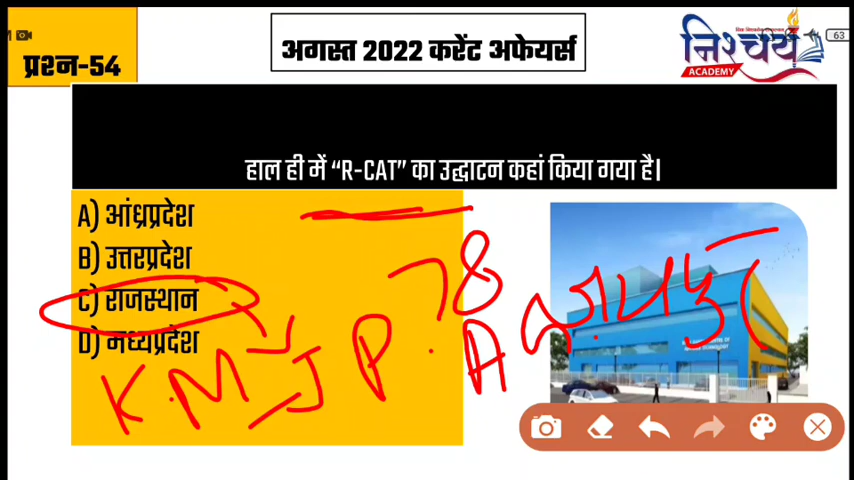 63
प्रश्न-54
अगस्त 2022 करेंट अफेयर्स
निश्चय
ACADEMY
हाल ही में “R-CAT” का उद्घाटन कहां किया गया है।
A) आंध्रप्रदेश
B) उत्तरप्रदेश
C) राजस्थान
D) मध्यप्रदेश
78
K.M J P. A